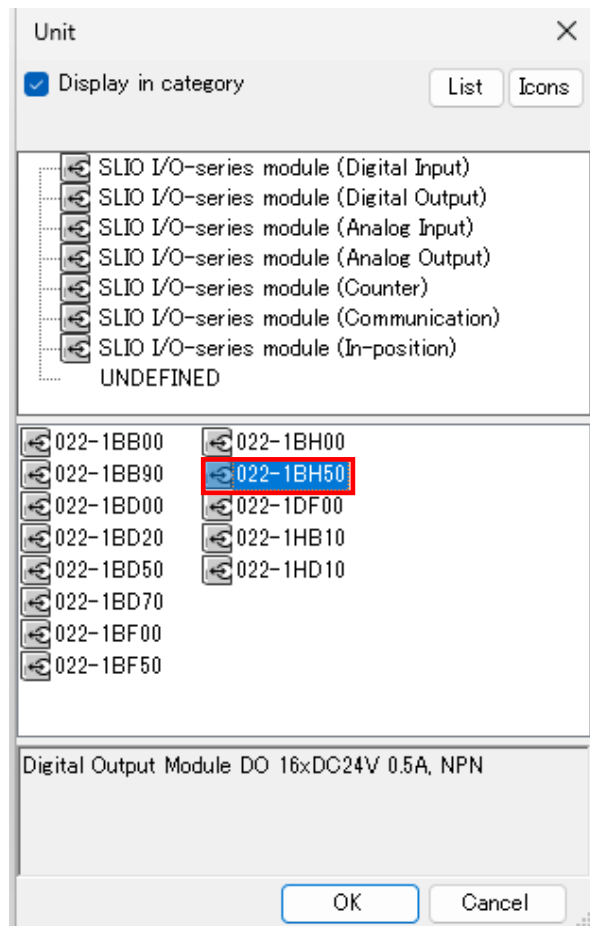 Unit
Display in category
List
Icons
SLIO I/O-series module (Digital Input)
SLIO I/O-series module (Digital Output)
SLIO I/O-series module (Analog Input)
SLIO I/O-series module (Analog Output)
SLIO I/O-series module (Counter)
SLIO I/O-series module (Communication)
SLIO I/O-series module (In-position)
UNDEFINED
022-1BB00
022-1BB90
022-1BD00
022-1BD20
022-1BD50
022-1BD70
022-1BF00
022-1BF50
022-1BH00
022-1BH50
022-1DF00
022-1HB10
022-1HD10
Digital Output Module DO 16xDC24V 0.5A, NPN
OK
Cancel